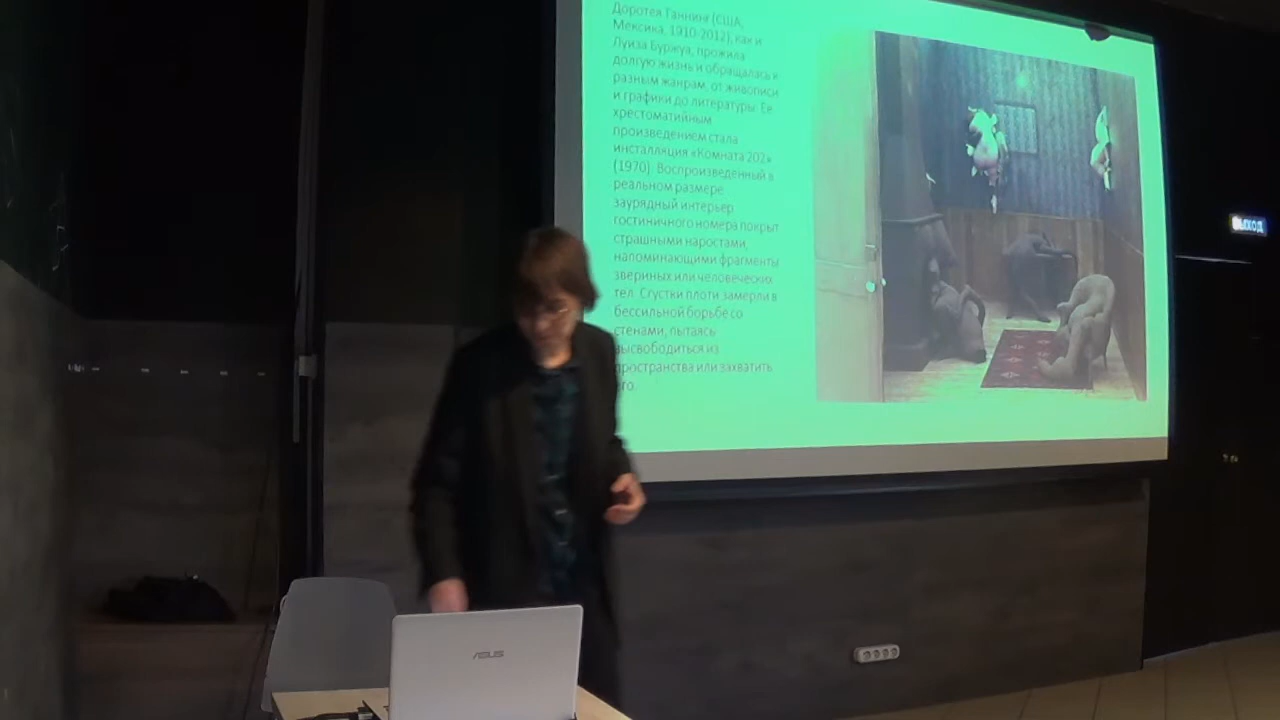 Доротея Таннинг (США,
Мексика, 1910-2012), как и
Луиза Буржуа, прожила
долгую жизнь и обращалась к
разным жанрам, от живописи
и графики до литературы. Ее
хрестоматийным
произведением стала
инсталляция «Комната 202»
(1970). Воспроизведенный в
реальном размере
заурядный интерьер
гостиничного номера покрыт
страшными наростами,
напоминающими фрагменты
звериных или человеческих
тел. Сгустки плоти замерли в
бессильной борьбе со
стенами, пытаясь
высвободиться из
пространства или захватить
его.
ВЫХОД
ASUS